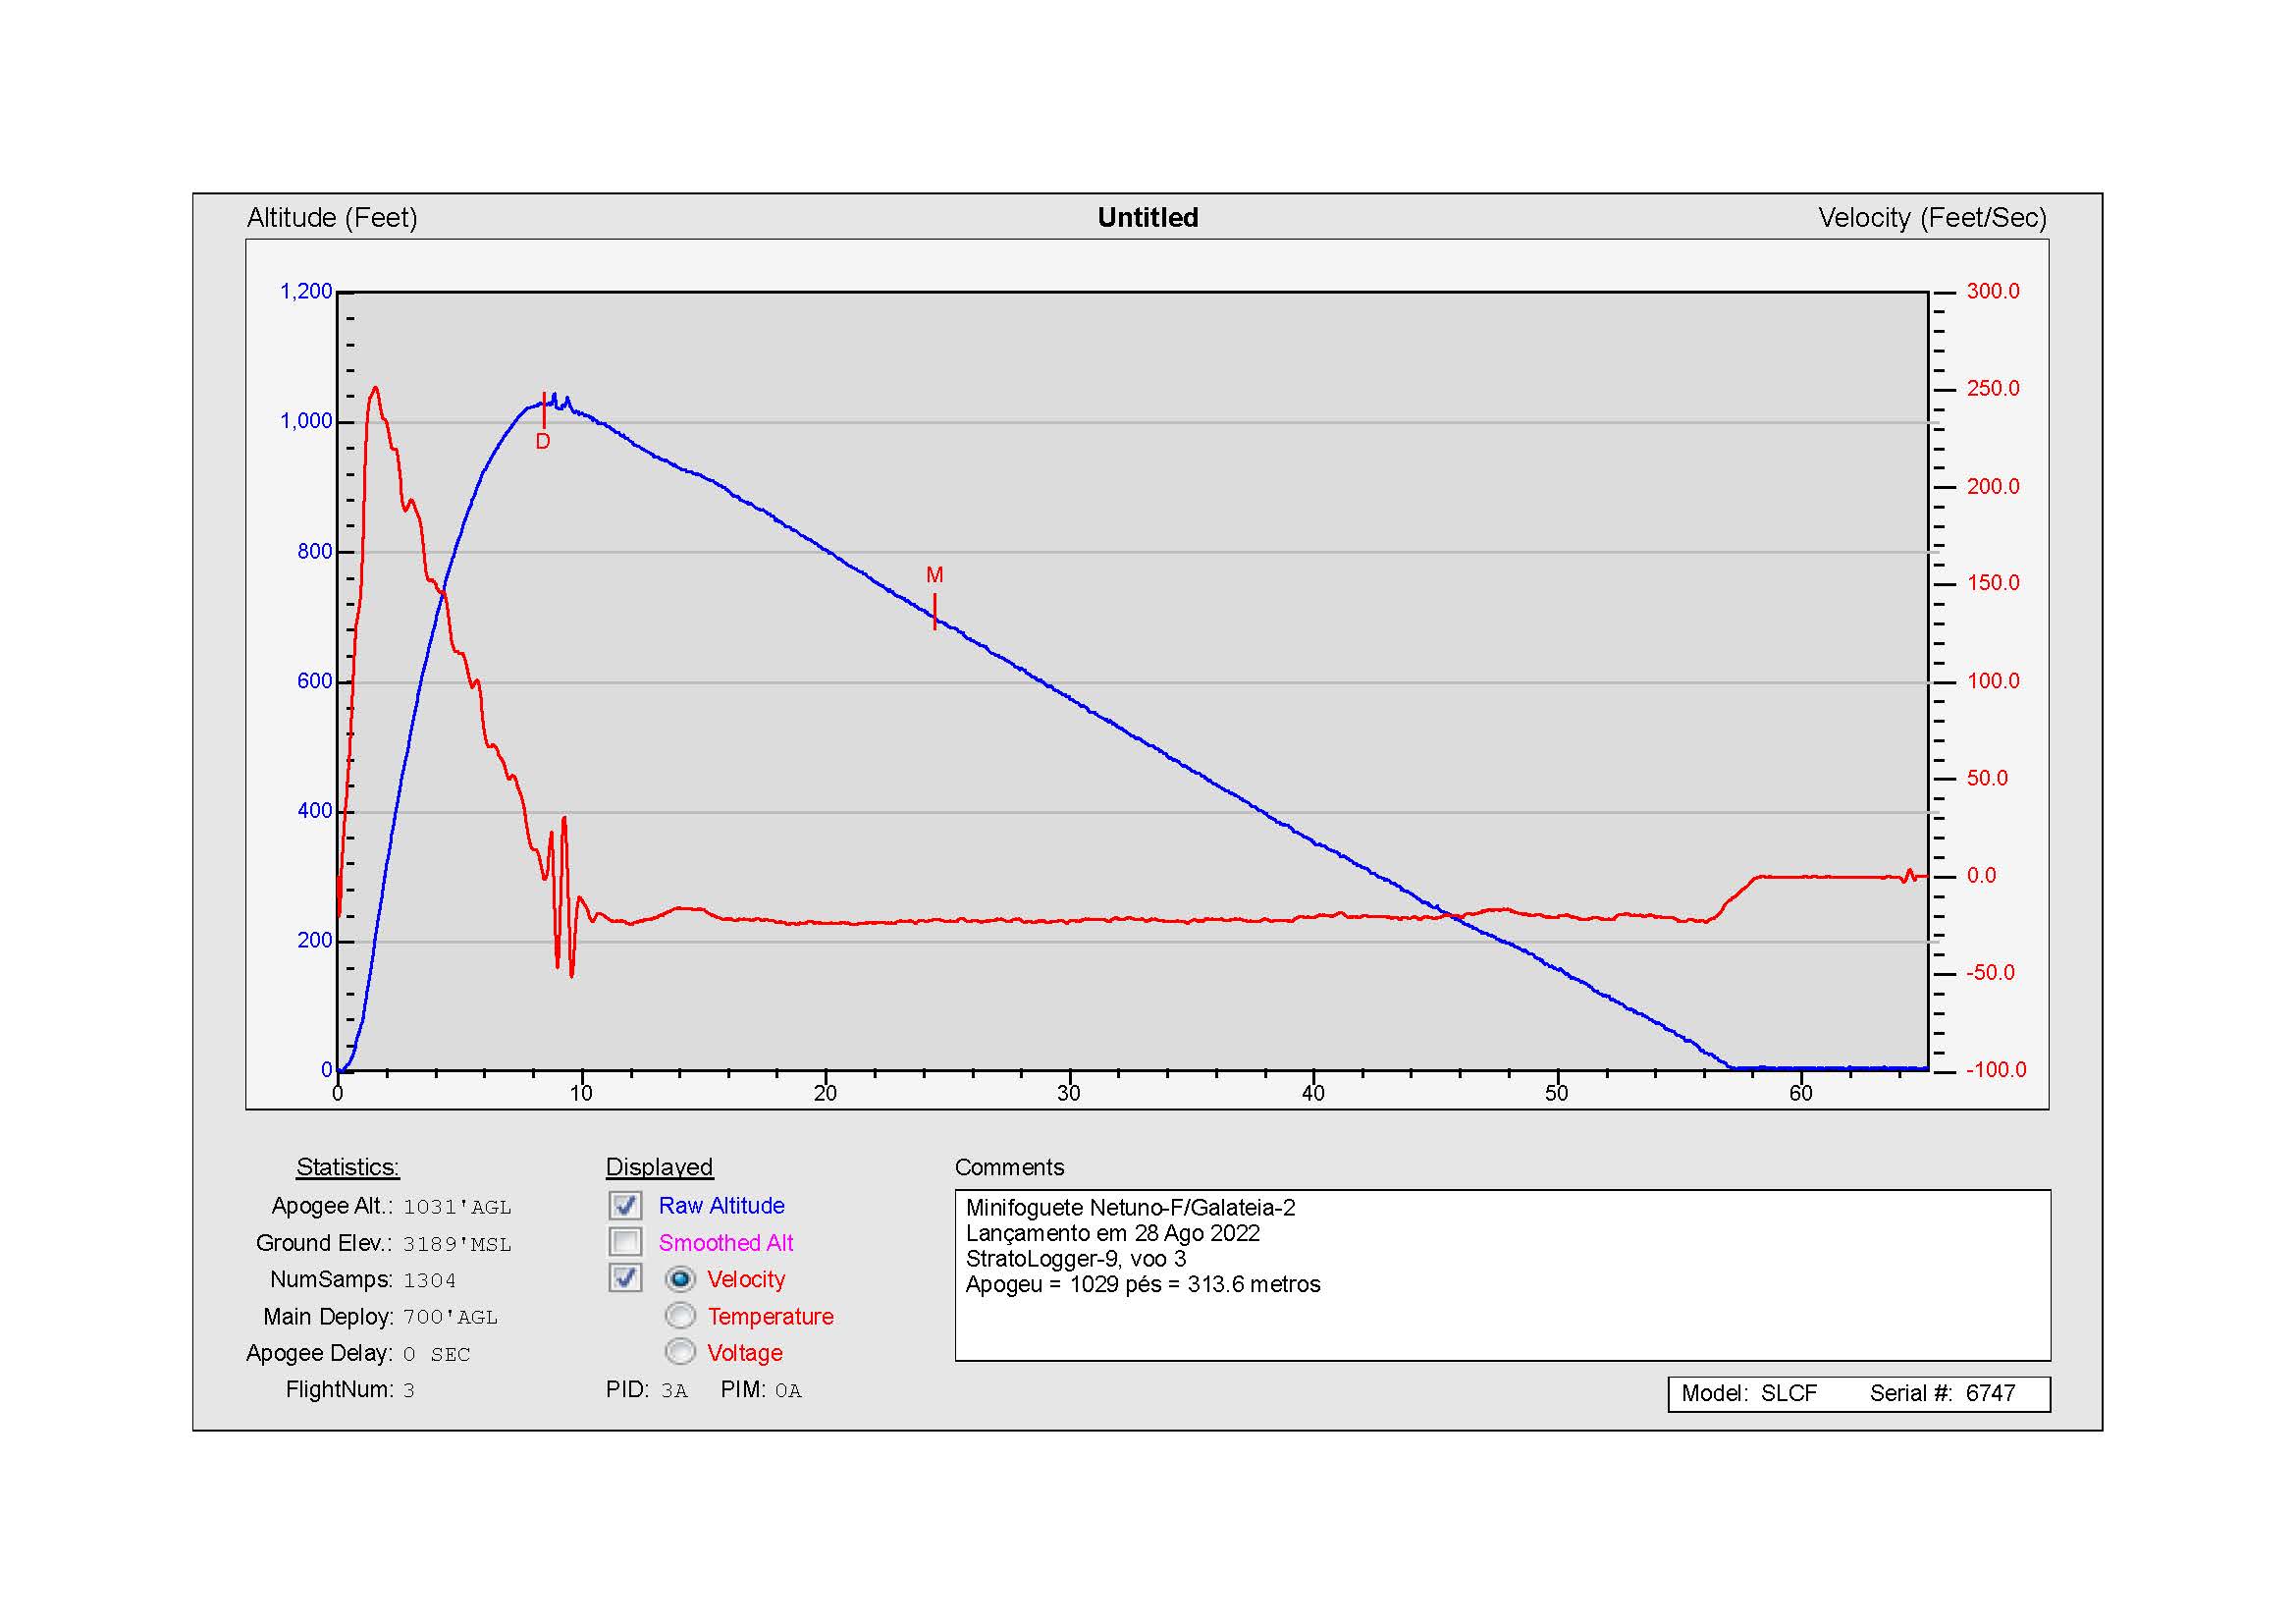 Altitude (Feet) Untitled Velocity (Feet/Sec)
1,200 300.0
250.0
1,000
D
200.0
800
M 150.0
600 100.0
50.0
400
0.0
200
-50.0
0 -100.0
0 10 20 30 40 50 60
Statistics: Displayed Comments
Apogee Alt.: 1031'AGL Raw Altitude Minifoguete Netuno-F/Galateia-2
Lançamento em 28 Ago 2022
Ground Elev.: 3189'MSL Smoothed Alt StratoLogger-9, voo 3
NumSamps: 1304 Velocity Apogeu = 1029 pés = 313.6 metros
Main Deploy: 700'AGL Temperature
Apogee Delay: 0 SEC Voltage
FlightNum: 3 PID: 3A PIM: 0A Model: SLCF Serial #: 6747